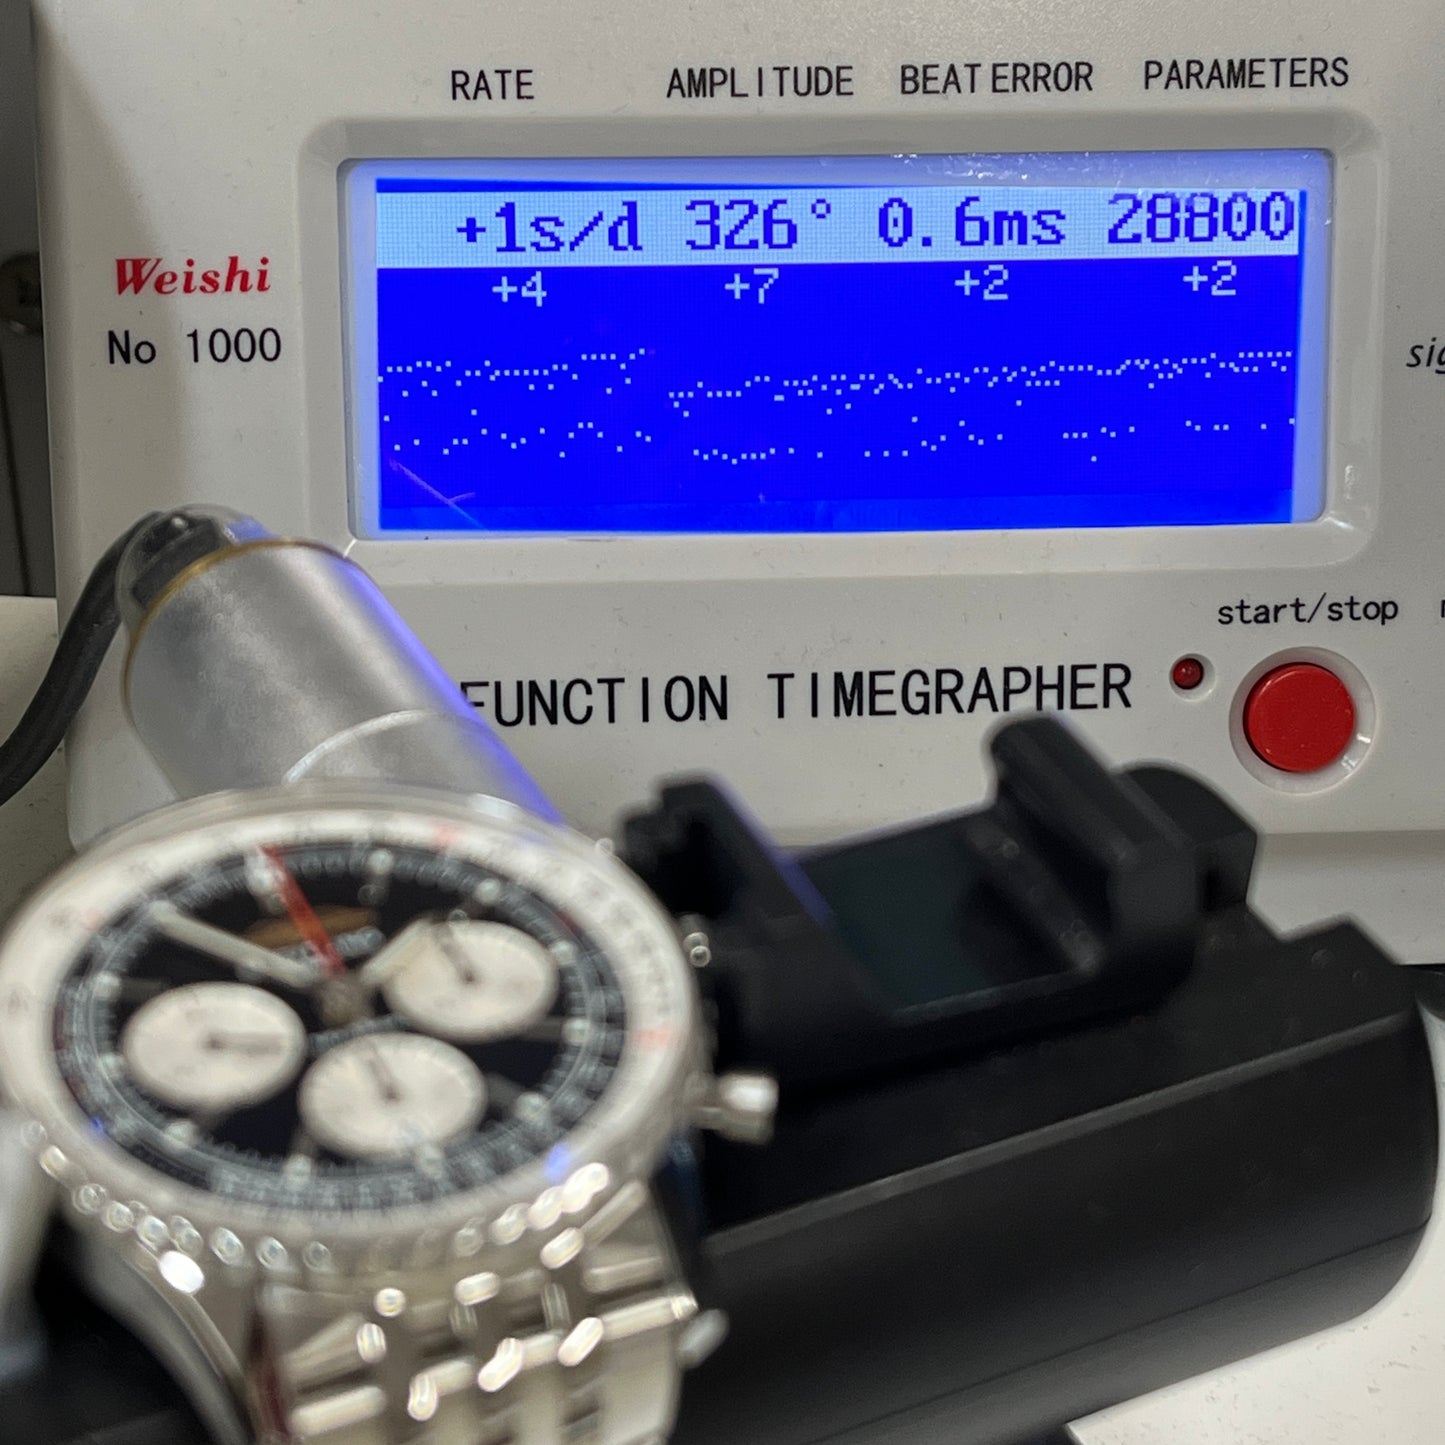 RATE AMPLITUDE BEAT ERROR PARAMETERS
+1s/d 326° 0.6ms 28800
+4 +7 +2 +2
Weishi
No 1000
start/stop
FUNCTION TIMEGRAPHER